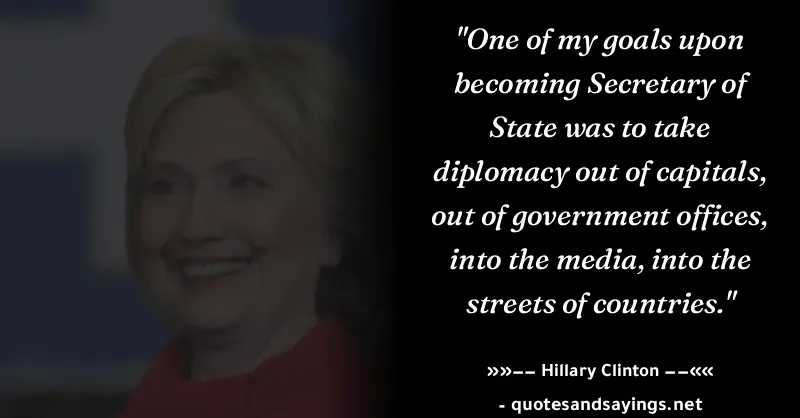 "One of my goals upon
becoming Secretary of
State was to take
diplomacy out of capitals,
out of government offices,
into the media, into the
streets of countries."
»»–– Hillary Clinton ––««
- quotesandsayings.net